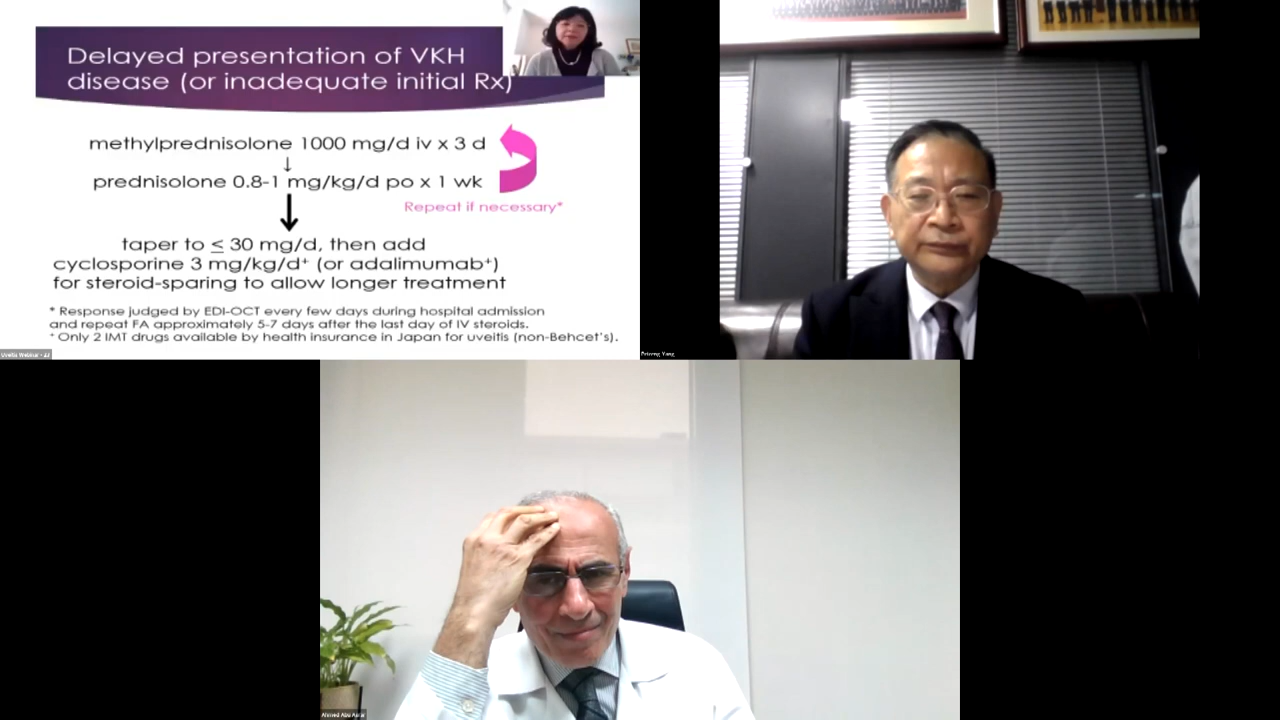 Delayed presentation of VKH
disease (or inadequate initial Rx)
methylprednisolone 1000 mg/d iv x 3 d
↓
prednisolone 0.8-1 mg/kg/d po x 1 wk
Repeat if necessary*
taper to ≤ 30 mg/d, then add
cyclosporine 3 mg/kg/d⁺ (or adalimumab⁺)
for steroid-sparing to allow longer treatment
* Response judged by EDI-OCT every few days during hospital admission
and repeat FA approximately 5-7 days after the last day of IV steroids.
⁺ Only 2 IMT drugs available by health insurance in Japan for uveitis (non-Behcet's).
Uveitis Webinar - JJ
Peizeng Yang
Ahmed Abu Asrar